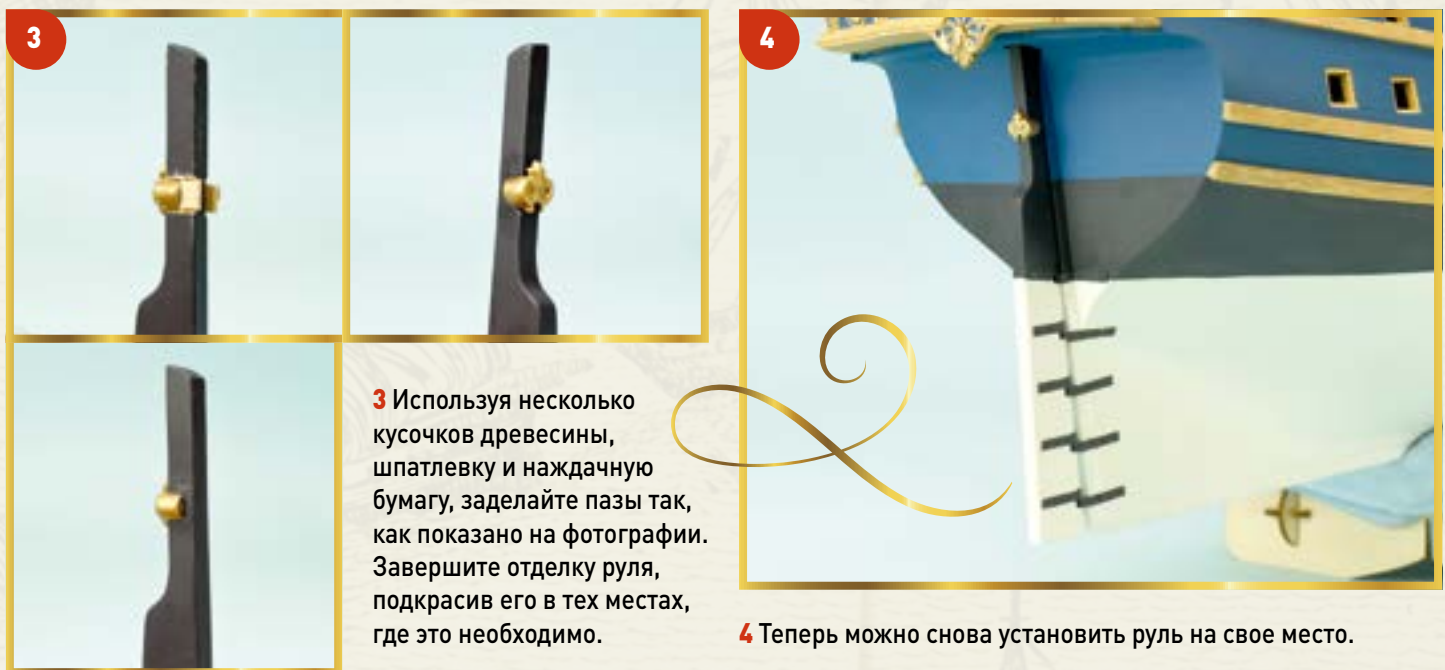 3
4
3 Используя несколько
кусочков древесины,
шпатлевку и наждачную
бумагу, заделайте пазы так,
как показано на фотографии.
Завершите отделку руля,
подкрасив его в тех местах,
где это необходимо.
4 Теперь можно снова установить руль на свое место.